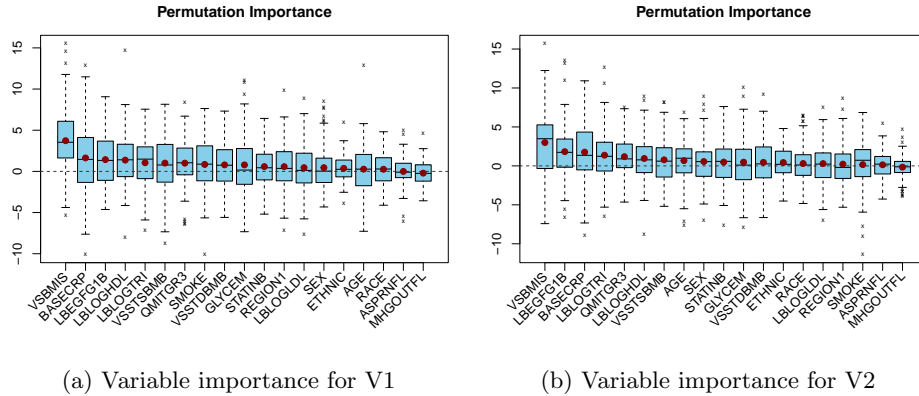 Permutation Importance
Permutation Importance
15
10
5
0
−5
−10
15
10
5
0
−5
−10
VSBMIS
BASECRP
LBEGFG1B
LBLOGHDL
LBLOGTRI
VSSTSBMB
QMITGR3
SMOKE
VSSTDBMB
GLYCEM
STATINB
REGION1
LBLOGLDL
SEX
ETHNIC
AGE
RACE
ASPRNFL
MHGOUTFL
VSBMIS
LBEGFG1B
BASECRP
LBLOGTRI
QMITGR3
LBLOGHDL
VSSTSBMB
AGE
SEX
STATINB
GLYCEM
VSSTDBMB
ETHNIC
RACE
LBLOGLDL
REGION1
SMOKE
ASPRNFL
MHGOUTFL
(a) Variable importance for V1
(b) Variable importance for V2